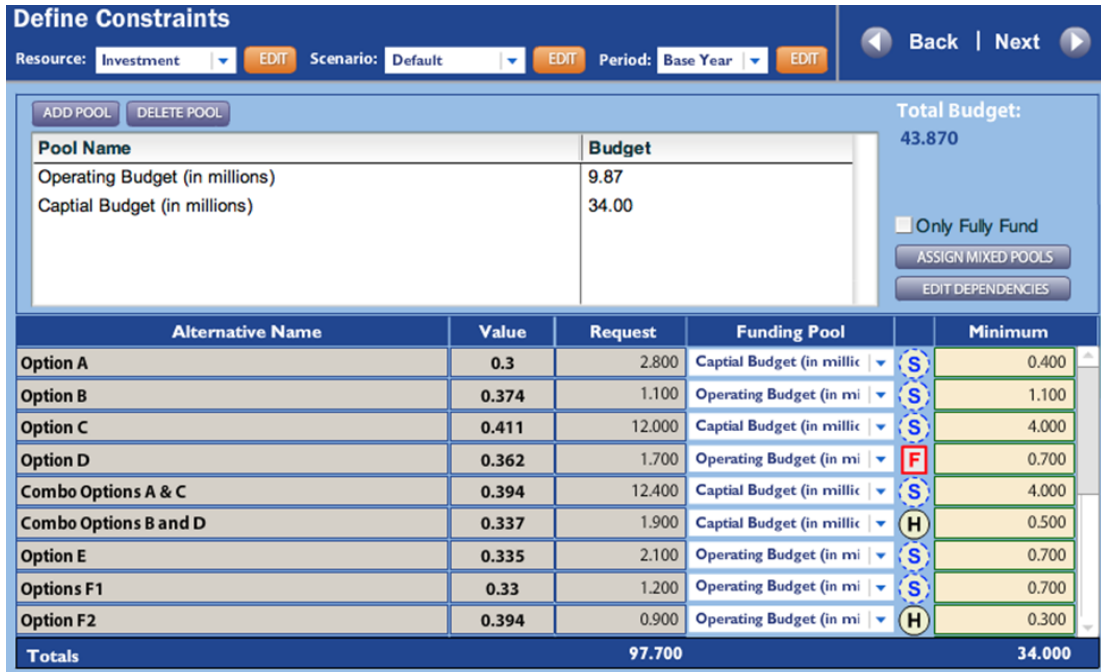 Define Constraints
Resource: Investment EDIT Scenario: Default EDIT Period: Base Year EDIT Back | Next
ADD POOL DELETE POOL Total Budget:
43.870
Pool Name Budget
Operating Budget (in millions) 9.87
Captial Budget (in millions) 34.00
Only Fully Fund
ASSIGN MIXED POOLS
EDIT DEPENDENCIES
Alternative Name Value Request Funding Pool Minimum
Option A 0.3 2.800 Captial Budget (in millic S 0.400
Option B 0.374 1.100 Operating Budget (in mi S 1.100
Option C 0.411 12.000 Captial Budget (in millic S 4.000
Option D 0.362 1.700 Operating Budget (in mi F 0.700
Combo Options A & C 0.394 12.400 Captial Budget (in millic S 4.000
Combo Options B and D 0.337 1.900 Captial Budget (in millic H 0.500
Option E 0.335 2.100 Operating Budget (in mi S 0.700
Options F1 0.33 1.200 Operating Budget (in mi S 0.700
Option F2 0.394 0.900 Operating Budget (in mi H 0.300
Totals 97.700 34.000